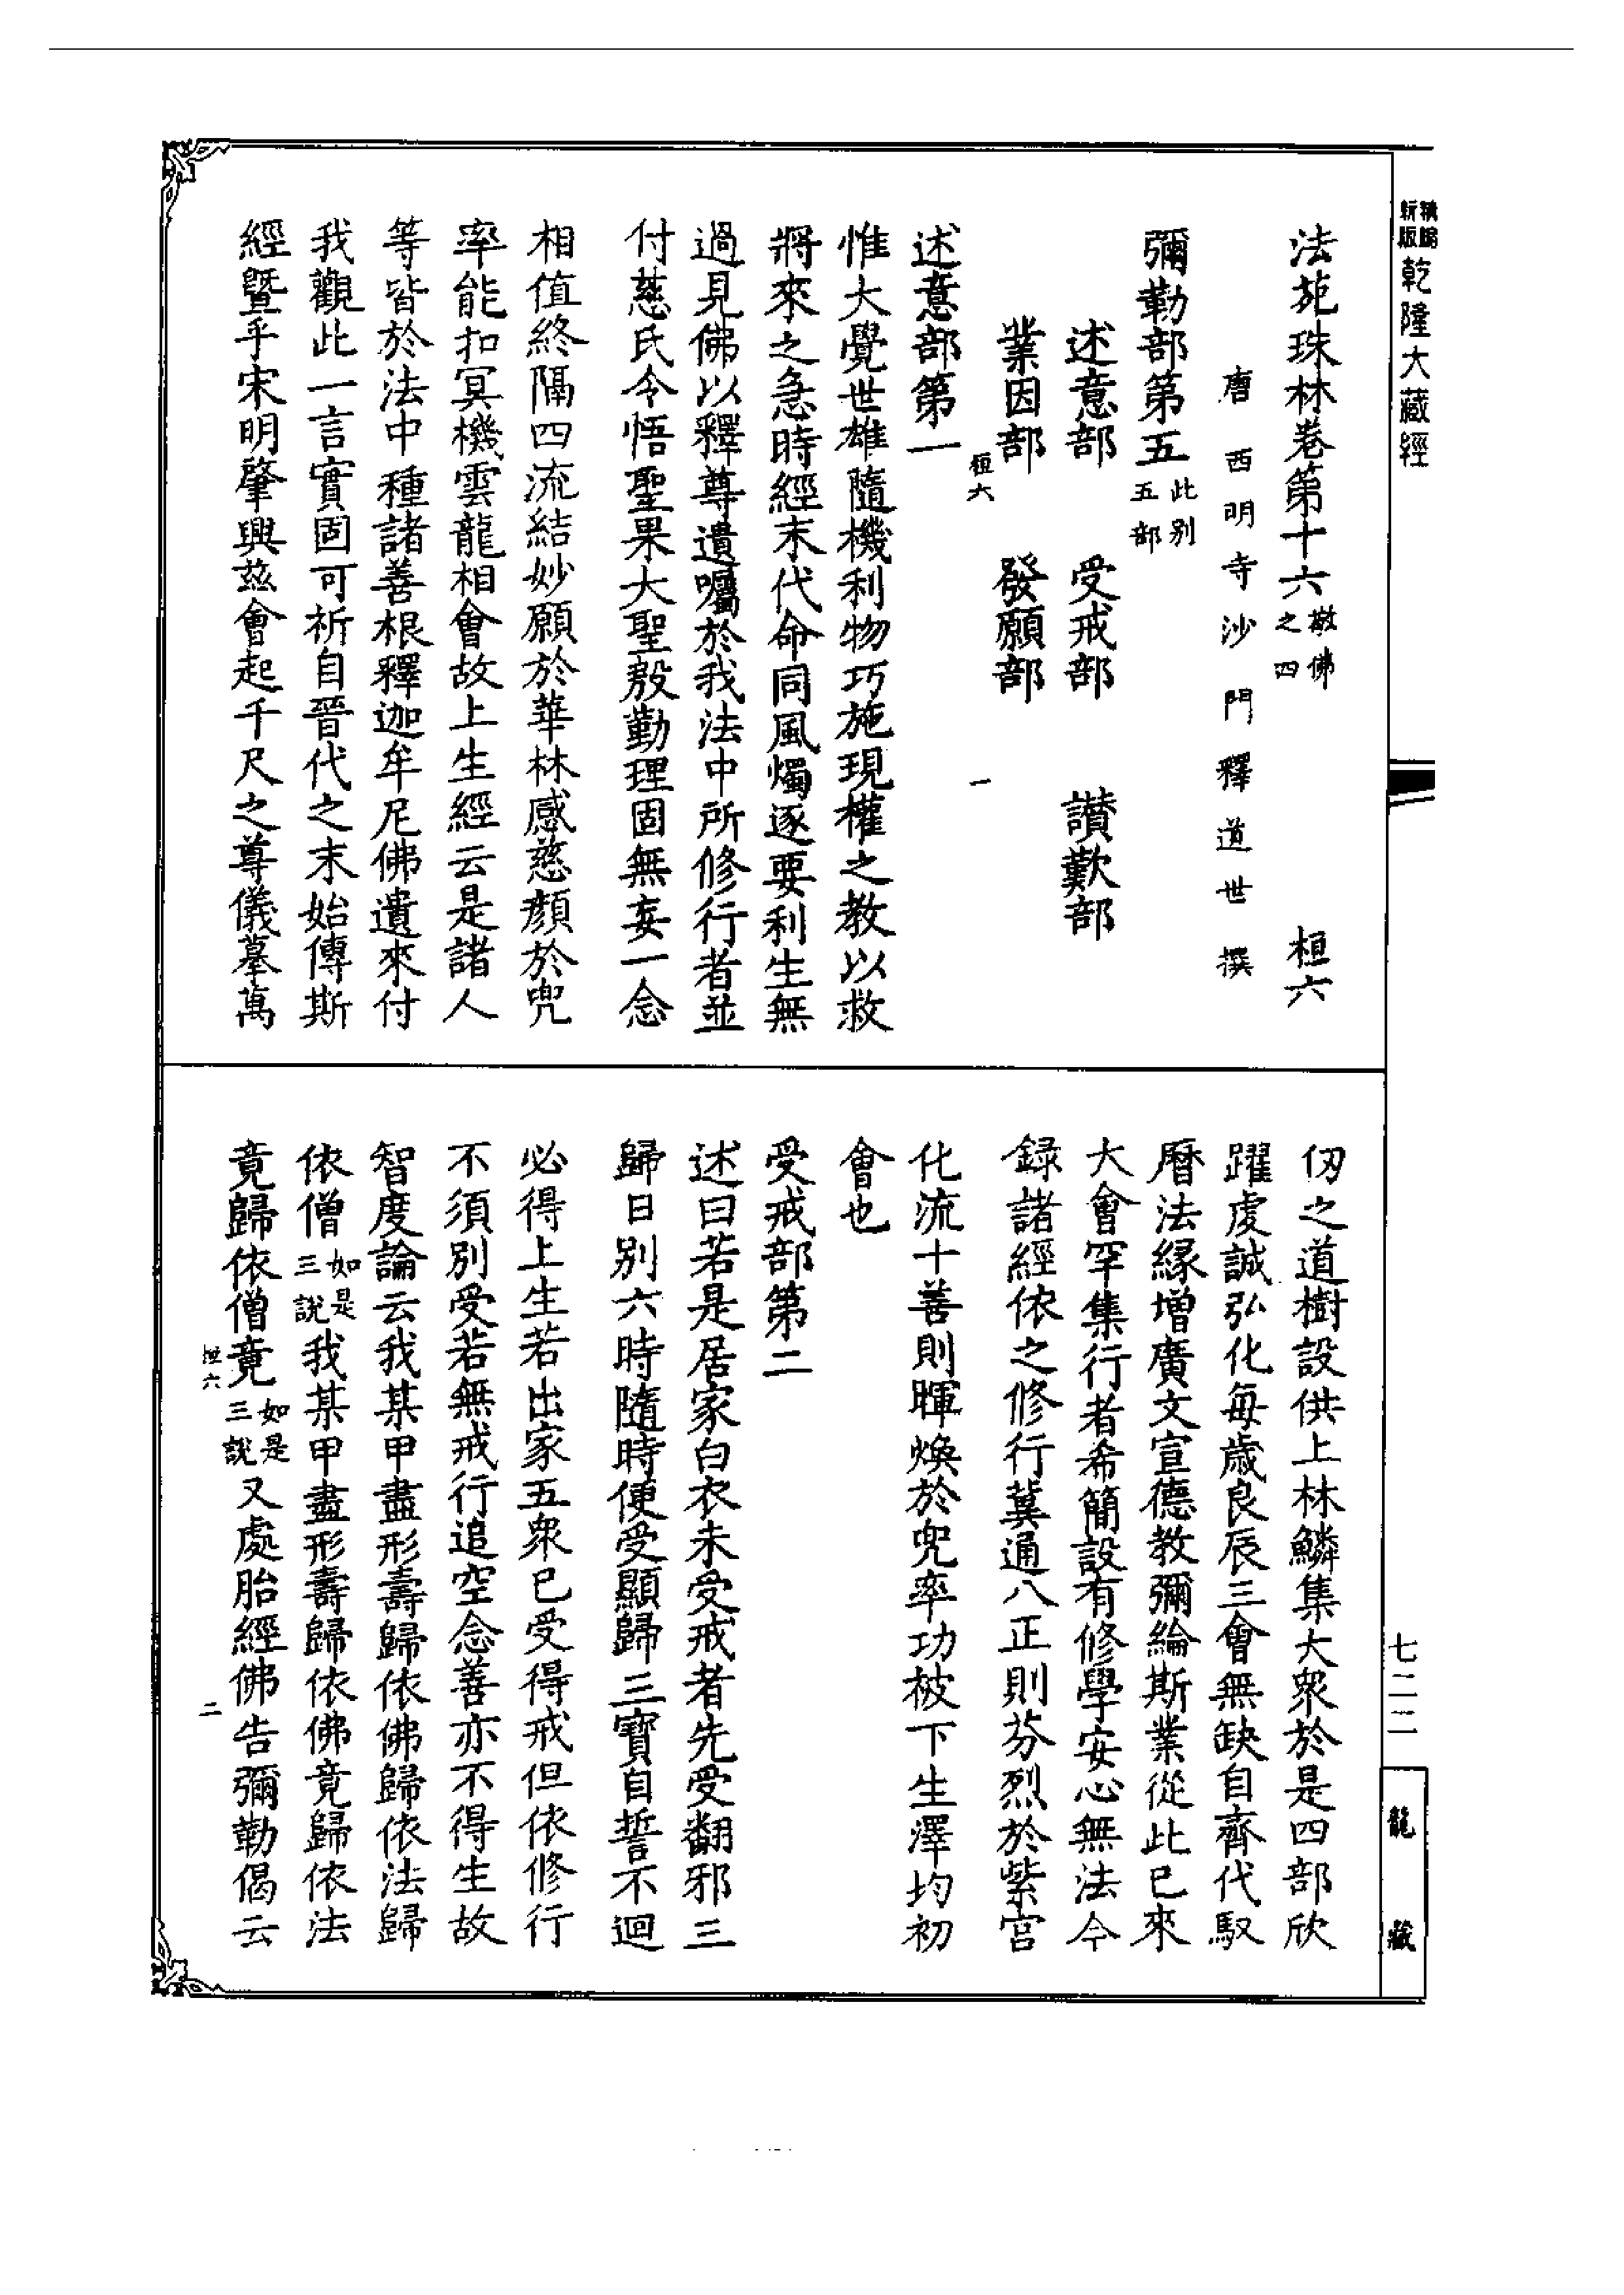 精編新版乾隆大藏經
法苑珠林卷第十六敬佛之四 桓六
唐西明寺沙門釋道世撰
彌勒部第五此別五部
述意部 受戒部 讃歎部
業因部 發願部
桓六 一
述意部第一
惟大覺世雄隨機利物巧施現權之教以救
將來之急時經末代命同風燭逐要利生無
過見佛以釋尊遺囑於我法中所修行者並
付慈氏令悟聖果大聖殷勤理固無妄一念
相值終隔四流結妙願於華林感慈顏於兜
率能扣冥機雲龍相會故上生經云是諸人
等皆於法中種諸善根釋迦牟尼佛遺來付
我觀此一言實固可祈自晉代之末始傳斯
經曁乎宋明肇興茲會起千尺之尊儀摹萬
仞之道樹設供上林鱗集大衆於是四部欣
躍虔誠弘化每歲良辰三會無缺自齊代馭
曆法緣增廣文宣德教彌綸斯業從此已來
大會罕集行者希簡設有修學安心無法今
録諸經依之修行冀通八正則芬烈於紫宮
化流十善則暉煥於兜率功被下生澤均初
會也
受戒部第二
述曰若是居家白衣未受戒者先受翻邪三
歸日別六時隨時便受顯歸三寶自誓不迴
必得上生若出家五衆已受得戒但依修行
不須別受若無戒行追空念善亦不得生故
智度論云我某甲盡形壽歸依佛歸依法歸
依僧如是三說我某甲盡形壽歸依佛竟歸依法
竟歸依僧竟如是三說又處胎經佛告彌勒偈云
桓六 二
七二二
龍藏